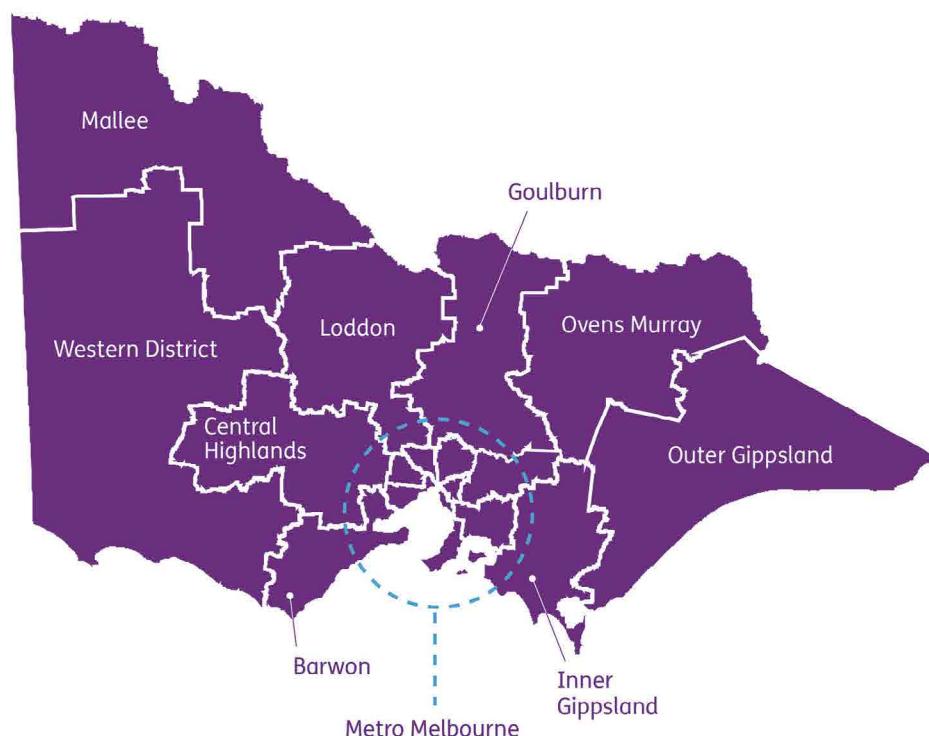 Mallee
Goulburn
Loddon
Ovens Murray
Western District
Central
Highlands
Outer Gippsland
Barwon
Inner
Gippsland
Metro Melbourne